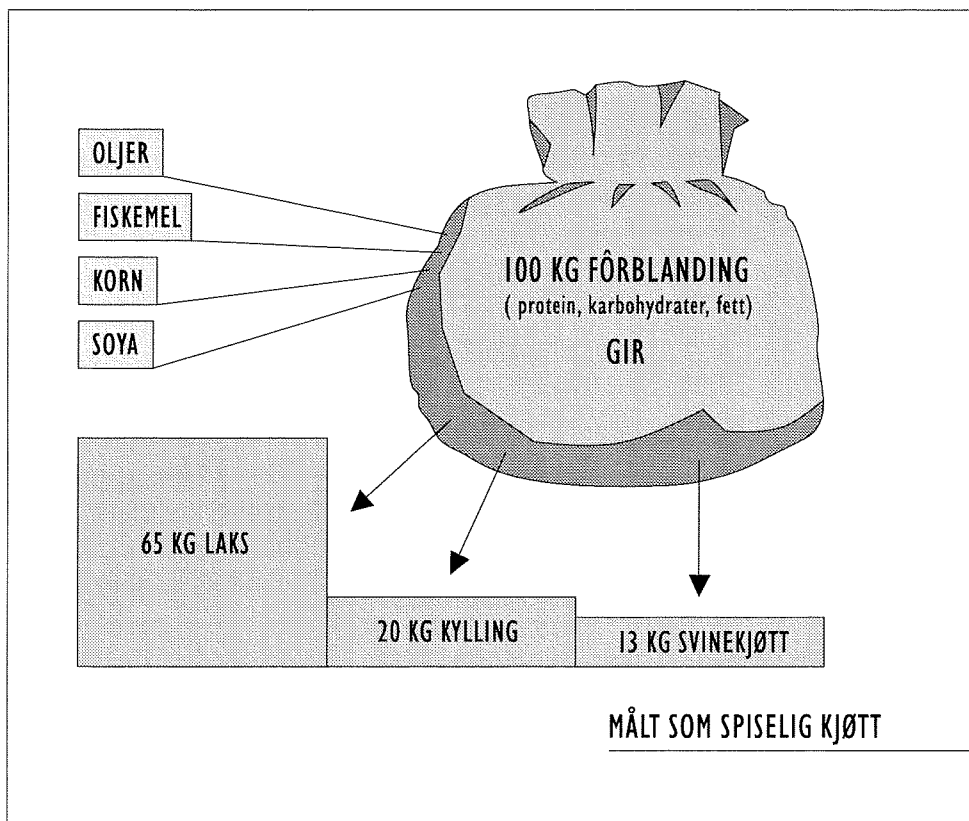 OLJER
FISKEMEL
KORN
SOYA
100 KG FÔRBLANDING
( protein, karbohydrater, fett)
GIR
65 KG LAKS
20 KG KYLLING
13 KG SVINEKJØTT
MÅLT SOM SPISELIG KJØTT